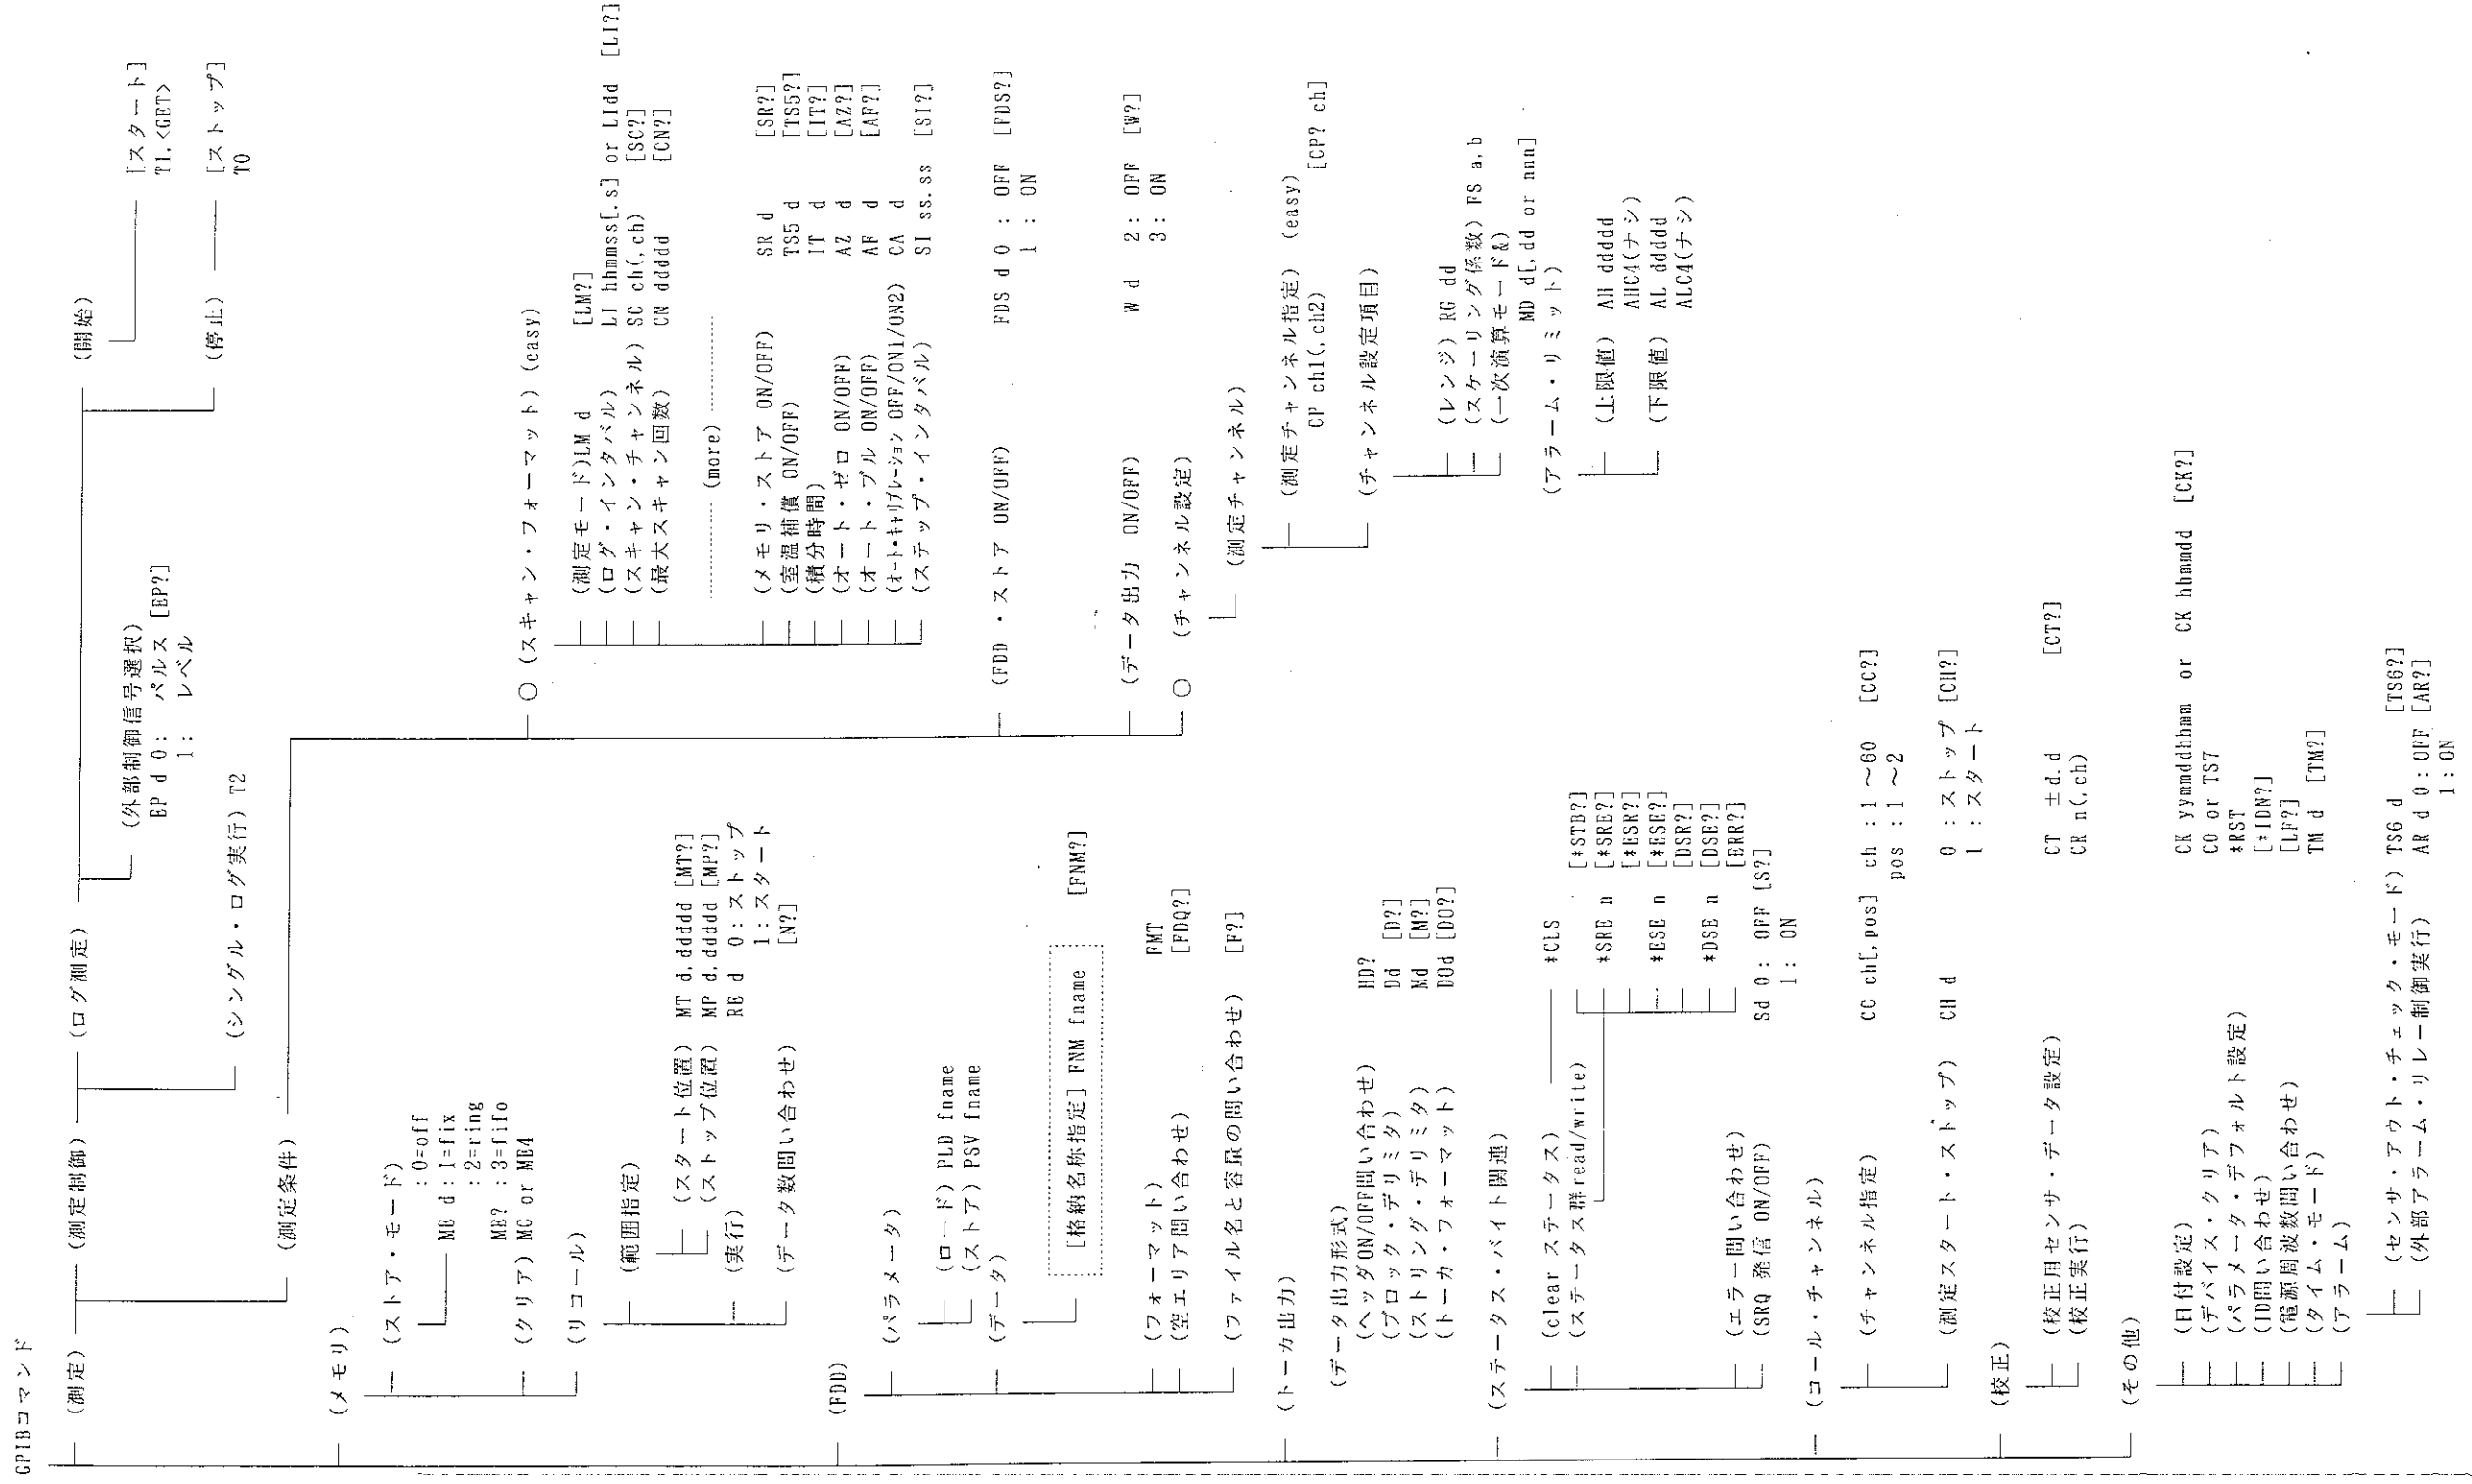 GPIBコマンド
(測定)
(測定制御)
(ログ測定)
(開始)
[スタート]
T1,<GET>
(停止)
[ストップ]
T0
(外部制御信号選択)
EP d 0: パルス [EP?]
1: レベル
(シングル・ログ実行) T2
(測定条件)
○ (スキャン・フォーマット) (easy)
(測定モード)LM d [LM?]
(ログ・インタバル) LI hhmmss[.s] or LIdd [LI?]
(スキャン・チャンネル) SC ch(,ch) [SC?]
(最大スキャン回数) CN ddddd [CN?]
(more)
(メモリ・ストア ON/OFF) SR d [SR?]
(室温補償 ON/OFF) TS5 d [TS5?]
(積分時間) IT d [IT?]
(オート・ゼロ ON/OFF) AZ d [AZ?]
(オート・プル ON/OFF) AF d [AF?]
(オート・キャリブレーション OFF/ON1/ON2) CA d
(ステップ・インタバル) SI ss.ss [SI?]
(FDD ・ストア ON/OFF) FDS d 0 : OFF [FDS?]
1 : ON
(データ出力 ON/OFF) W d 2: OFF [W?]
3: ON
○ (チャンネル設定)
(測定チャンネル)
(測定チャンネル指定) (easy)
CP ch1(,ch2) [CP? ch]
(チャンネル設定項目)
(レンジ) RG dd
(スケーリング係数) FS a,b
(一次演算モード&)
MD d[,dd or nnn]
(アラーム・リミット)
(上限値) AH ddddd
AHC4(ナシ)
(下限値) AL ddddd
ALC4(ナシ)
(メモリ)
(ストア・モード)
: 0=off
ME d : 1=fix
: 2=ring
ME? : 3=fifo
(クリア) MC or ME4
(リコール)
(範囲指定)
(スタート位置) MT d,ddddd [MT?]
(ストップ位置) MP d,ddddd [MP?]
(実行) RE d 0:ストップ
1:スタート
(データ数問い合わせ) [N?]
(FDD)
(パラメータ)
(ロード) PLD fname
(ストア) PSV fname
(データ)
[格納名称指定] FNM fname [FNM?]
(フォーマット) FMT
(空エリア問い合わせ) [FDQ?]
(ファイル名と容量の問い合わせ) [F?]
(トーカ出力)
(データ出力形式)
(ヘッダON/OFF問い合わせ) HD?
(ブロック・デリミタ) Dd [D?]
(ストリング・デリミタ) Md [M?]
(トーカ・フォーマット) DOd [DO?]
(ステータス・バイト関連)
(clear ステータス) *CLS
(ステータス群read/write) [*STB?]
*SRE n [*SRE?]
[*ESR?]
*ESE n [*ESE?]
[DSR?]
*DSE n [DSE?]
(エラー問い合わせ) [ERR?]
(SRQ 発信 ON/OFF) Sd 0: OFF [S?]
1: ON
(コール・チャンネル)
(チャンネル指定) CC ch[,pos] ch :1 ～60 [CC?]
pos :1 ～2
(測定スタート・ストップ) CH d 0 :ストップ [CH?]
1 :スタート
(校正)
(校正用センサ・データ設定) CT ±d.d [CT?]
(校正実行) CR n(,ch)
(その他)
(日付設定) CK yymmddhhmm or CK hhmmdd [CK?]
(デバイス・クリア) CO or TS7
(パラメータ・デフォルト設定) *RST
(ID問い合わせ) [*IDN?]
(電源周波数問い合わせ) [LF?]
(タイム・モード) TM d [TM?]
(アラーム)
(センサ・アウト・チェック・モード) TS6 d [TS6?]
(外部アラーム・リレー制御実行) AR d 0:OFF [AR?]
1:ON